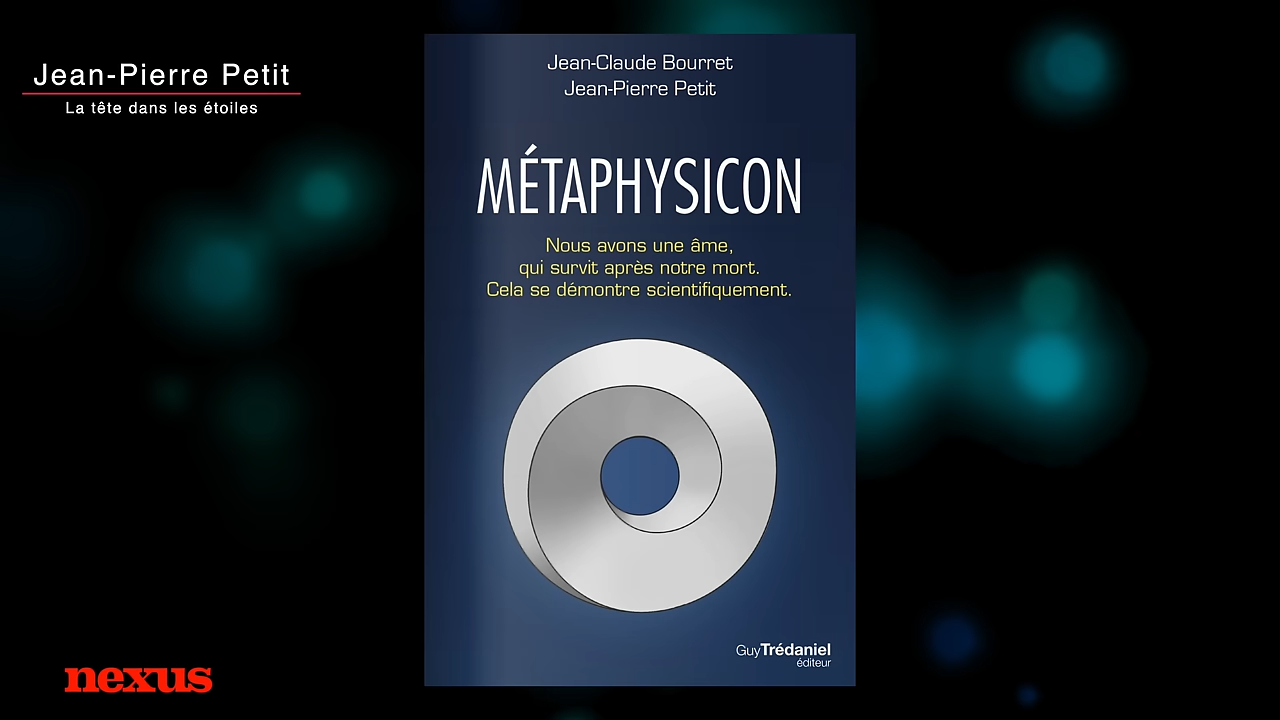 Jean-Pierre Petit
La tête dans les étoiles
Jean-Claude Bourret
Jean-Pierre Petit
MÉTAPHYSICON
Nous avons une âme,
qui survit après notre mort.
Cela se démontre scientifiquement.
GuyTrédaniel
éditeur
nexus